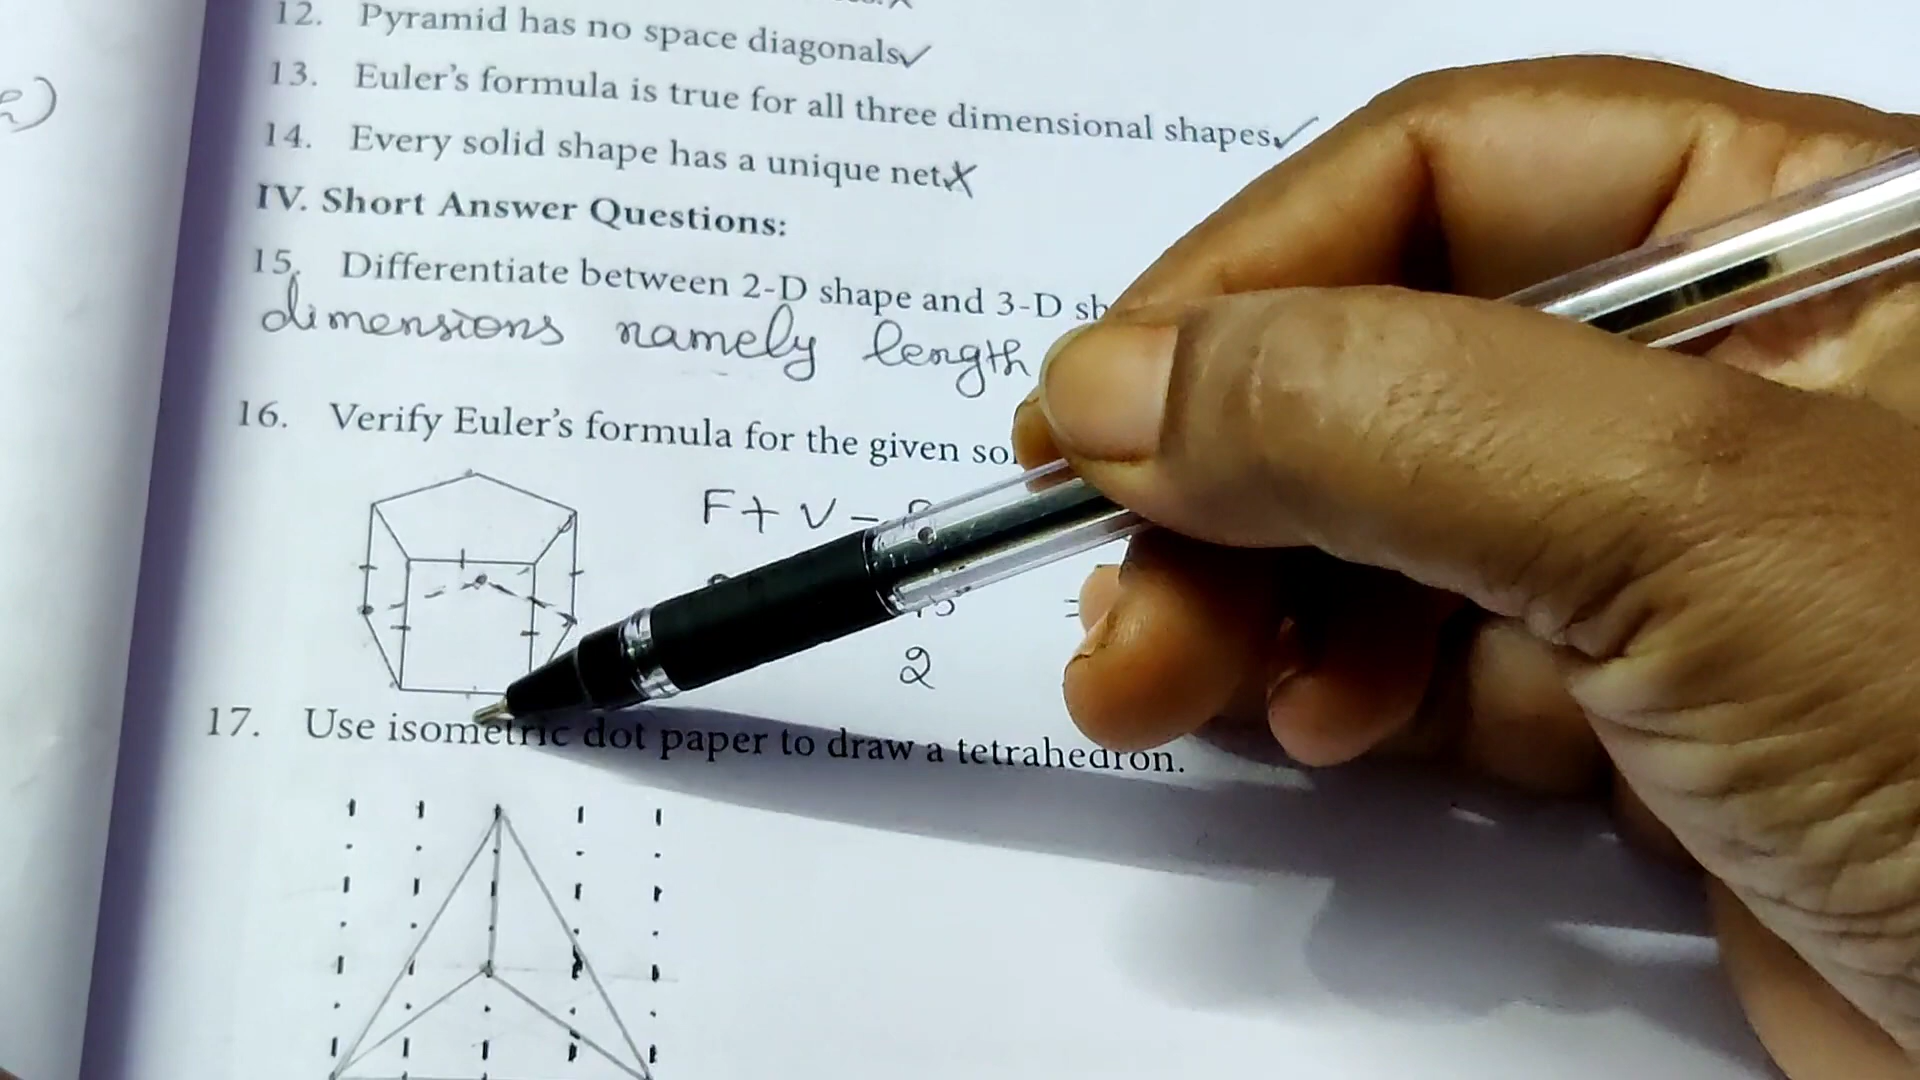 12. Pyramid has no space diagonals✓
13. Euler's formula is true for all three dimensional shapes✓
14. Every solid shape has a unique net✗
IV. Short Answer Questions:
15. Differentiate between 2-D shape and 3-D sh
dimensions namely length
16. Verify Euler's formula for the given so
F + V -
2
17. Use isometric dot paper to draw a tetrahedron.